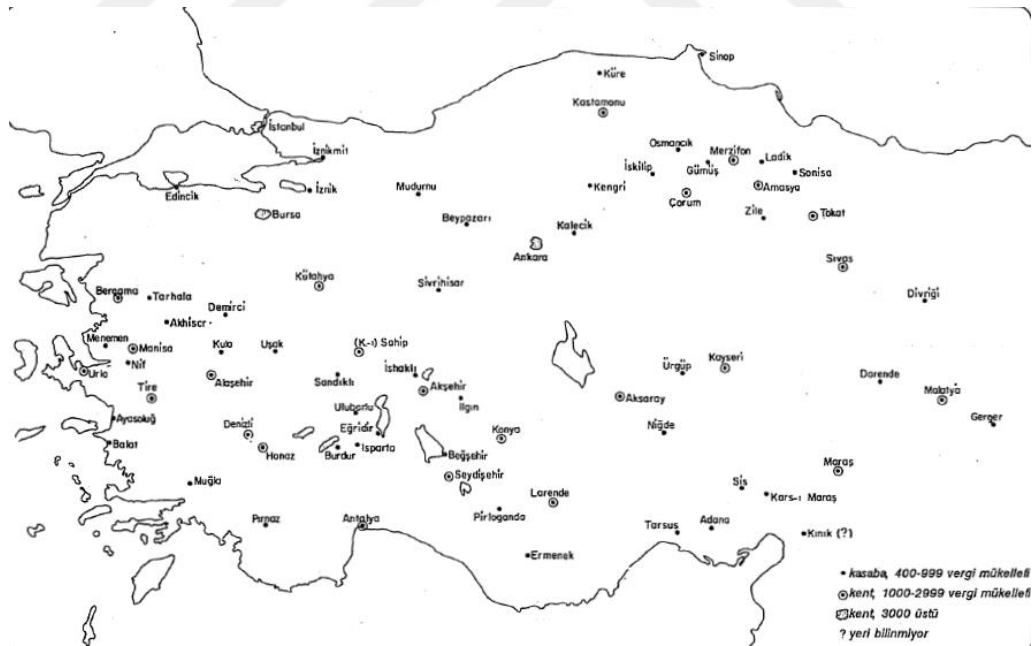 Sinop
Küre
Kastamonu
İstanbul
İznikmit
Osmancık
Merzifon
Ladik
İskilip
Gümüş
Sonisa
Edincik
İznik
Mudurnu
Kengri
Çorum
Amasya
Bursa
Beypazarı
Kalecik
Zile
Tokat
Ankara
Sıvas
Kütahya
Sivrihisar
Divriği
Bergama
Tarhala
Demirci
Akhisar
Menemen
Manisa
Kula
Uşak
(K.-ı) Sahip
Nif
Urla
Alaşehir
Sandıklı
İshaklı
Ürgüp
Kayseri
Darende
Tire
Akşehir
Ilgın
Aksaray
Malatya
Ayasoluğ
Uluborlu
Gerger
Denizli
Eğridir
Konya
Niğde
Balat
Honaz
Burdur
Isparta
Beğşehir
Maraş
Muğla
Seydişehir
Sis
Kars-ı Maraş
Larende
Pırnaz
Antalya
Pirloganda
Tarsus
Adana
Kınık (?)
Ermenek
kasaba, 400-999 vergi mükellefi
kent, 1000-2999 vergi mükellefi
kent, 3000 üstü
? yeri bilinmiyor